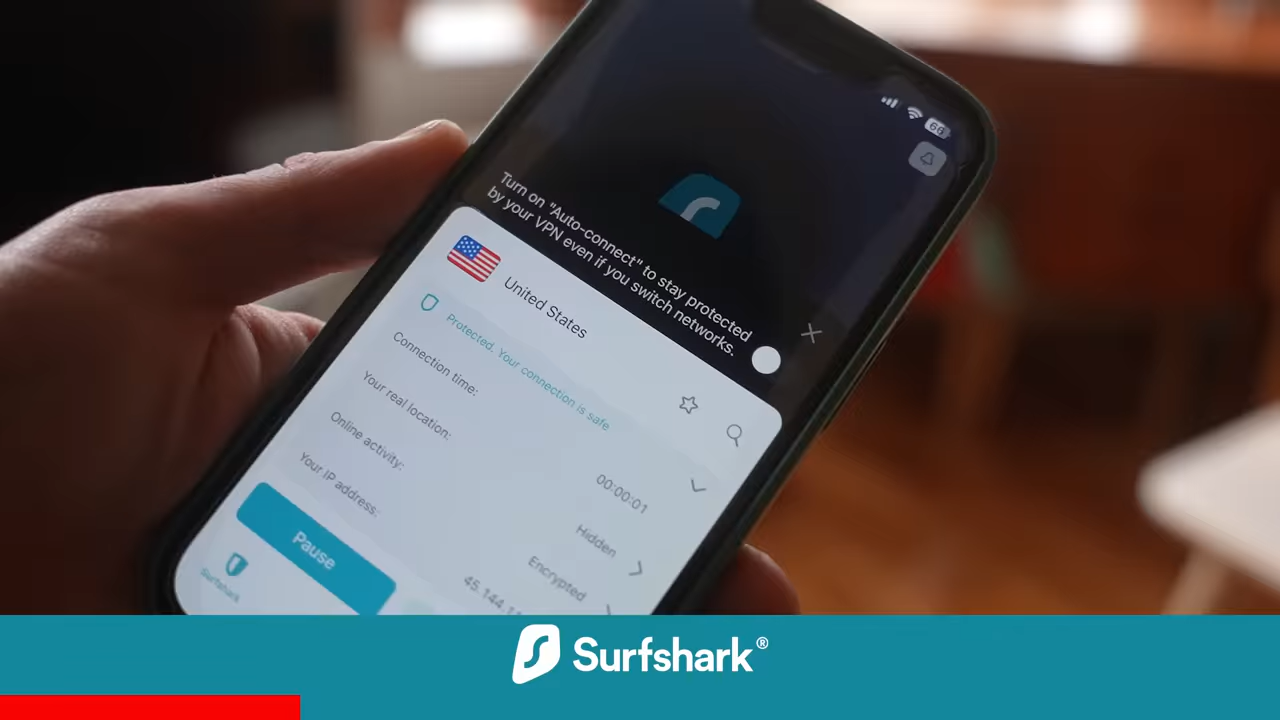 66
Turn on "Auto-connect" to stay protected
by your VPN even if you switch networks.
United States
Protected. Your connection is safe
Connection time:
00:00:01
Your real location:
Hidden
Online activity:
Encrypted
Your IP address:
Pause
Surfshark
Surfshark®